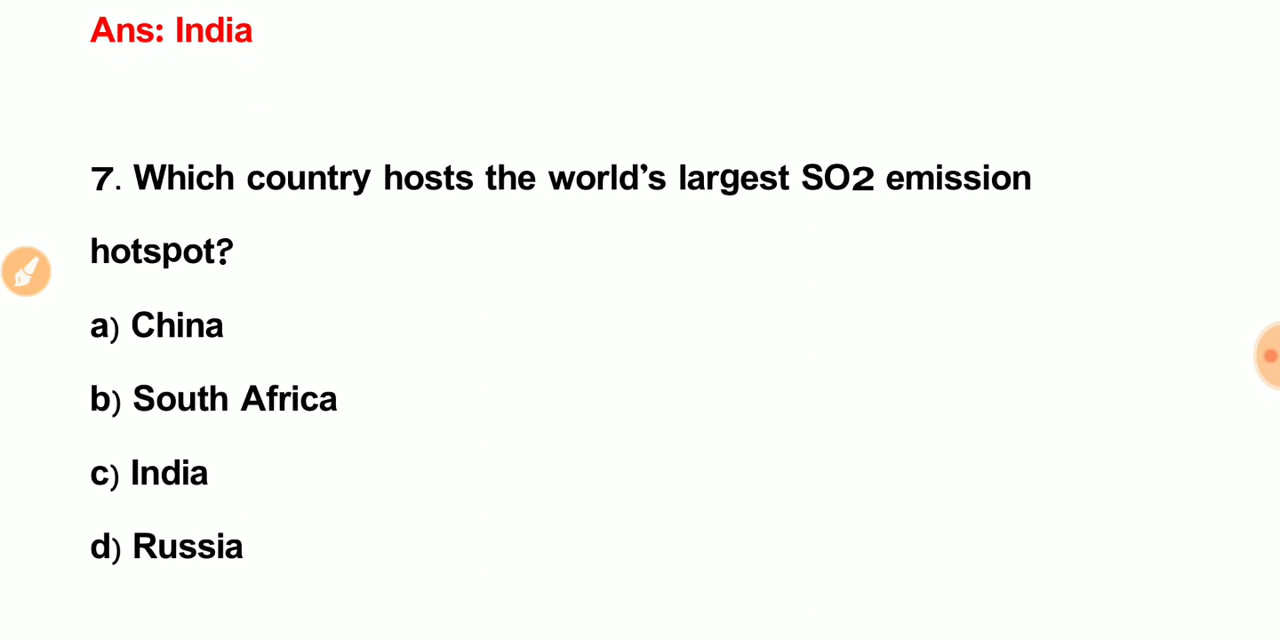 Ans: India
7. Which country hosts the world’s largest SO2 emission
hotspot?
a) China
b) South Africa
c) India
d) Russia